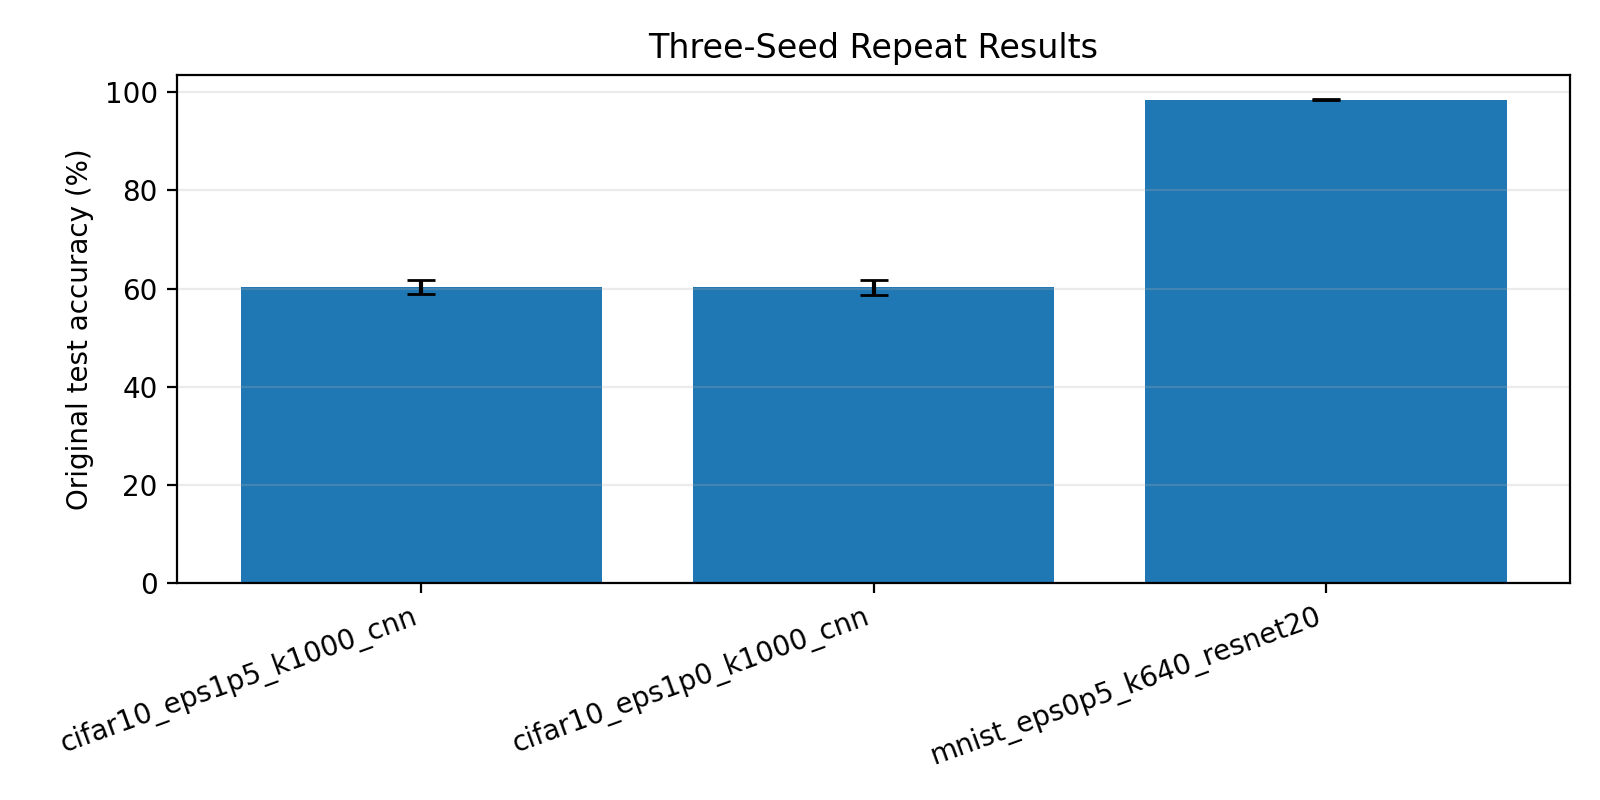 Three-Seed Repeat Results
Original test accuracy (%)
100
80
60
40
20
0
cifar10_eps1p5_k1000_cnn
cifar10_eps1p0_k1000_cnn
mnist_eps0p5_k640_resnet20